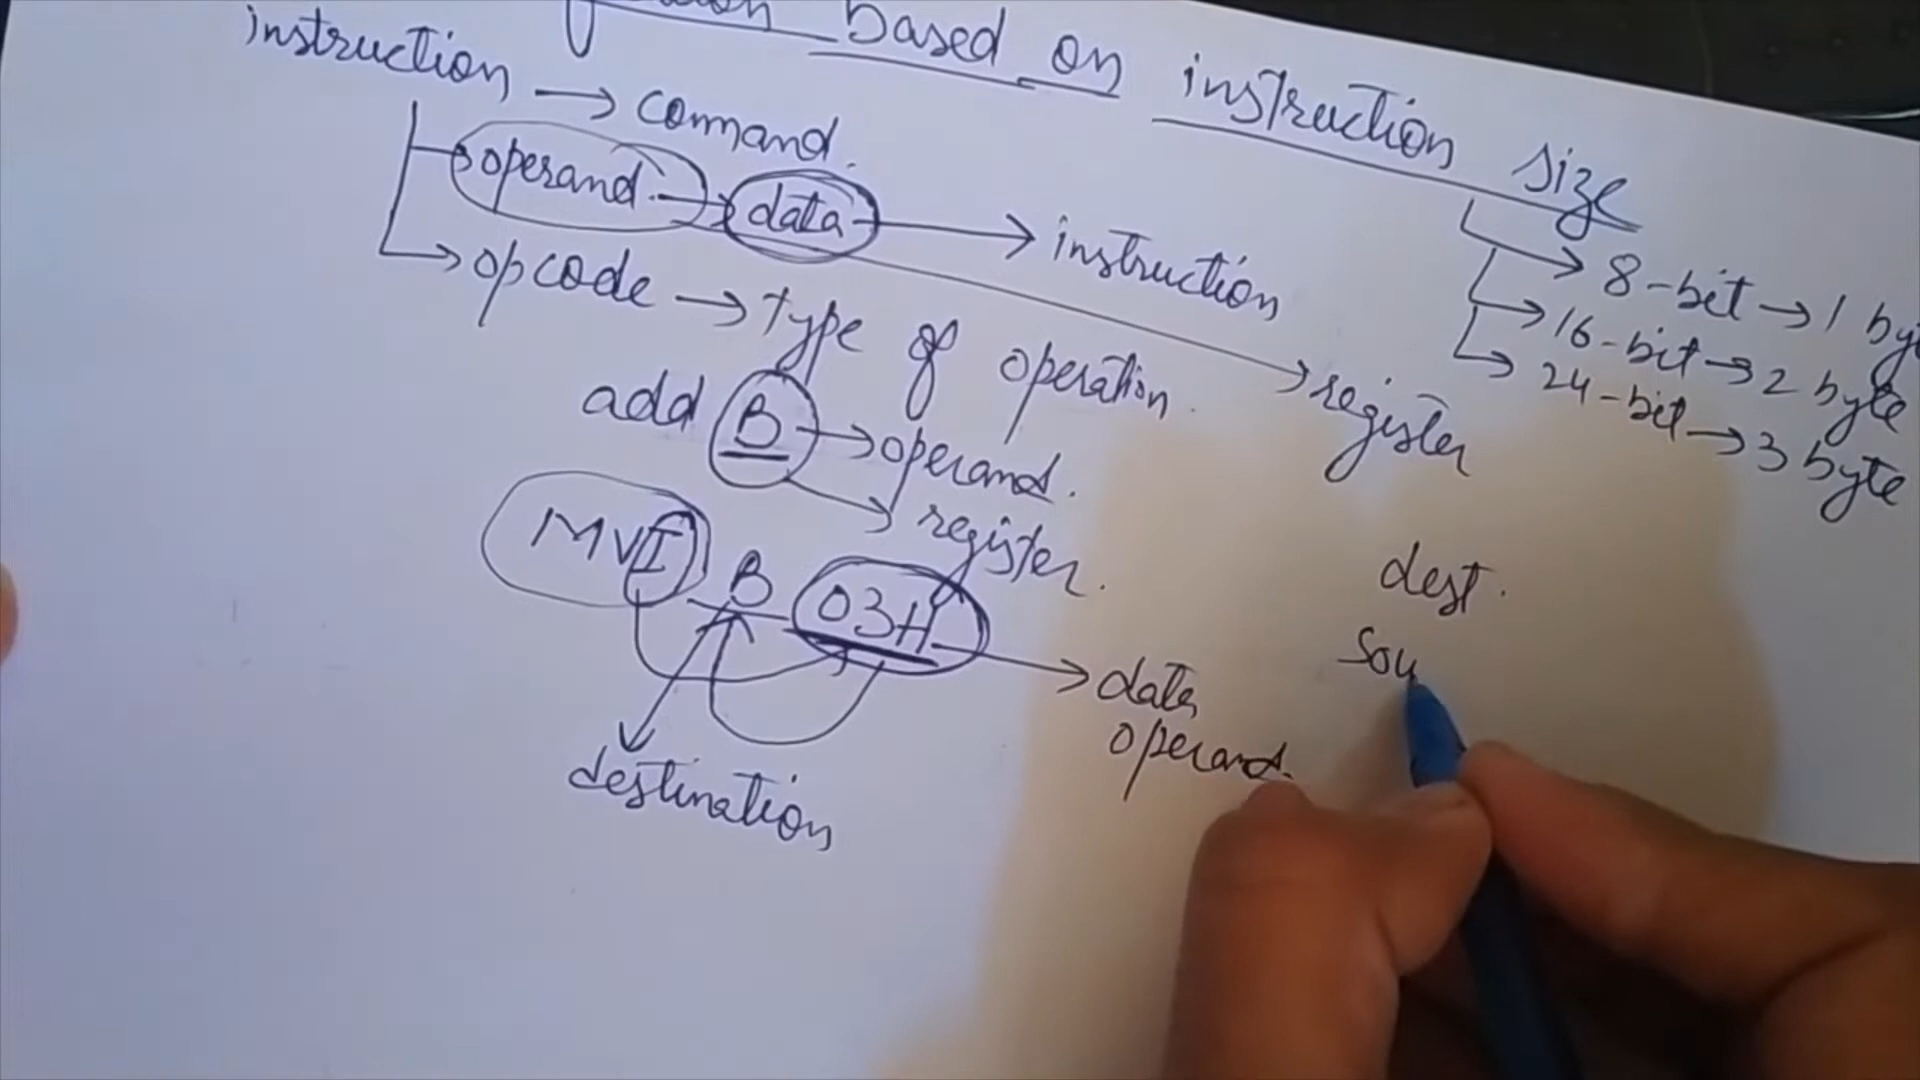 based on instruction size
instruction → command.
→ operand. → data → instruction
→ opcode → type of operation.
→ register
→ 8-bit → 1 byt
→ 16-bit → 2 byte
→ 24-bit → 3 byte
add B → operand.
→ register.
MVI B 03H → data
operand.
destination
dest.
Sou